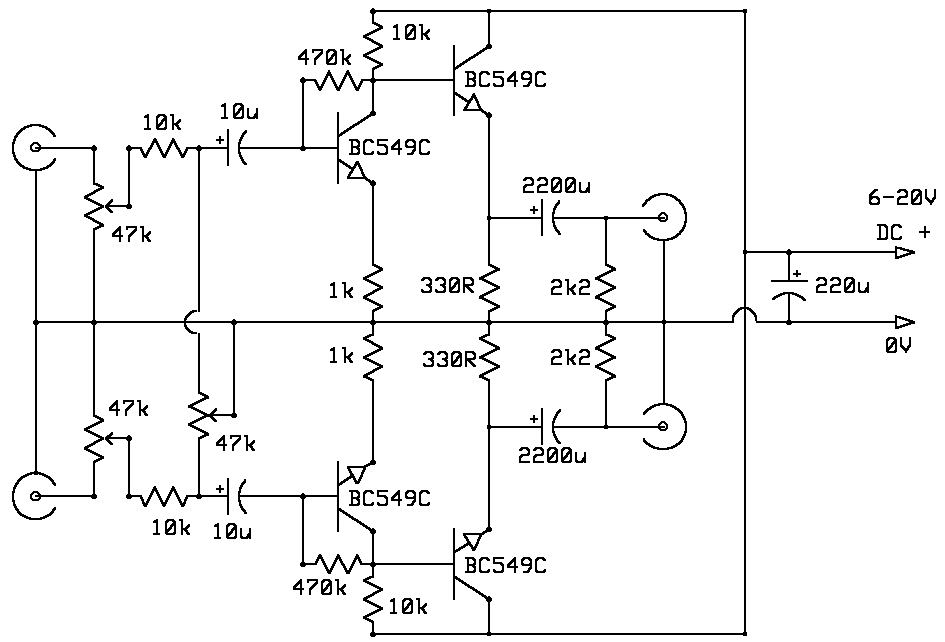 10k
470k
BC549C
10u
10k
BC549C
2200u
6-20V
47k
DC +
1k
330R
2k2
220u
0V
1k
330R
2k2
47k
47k
2200u
BC549C
10k
10u
BC549C
470k
10k